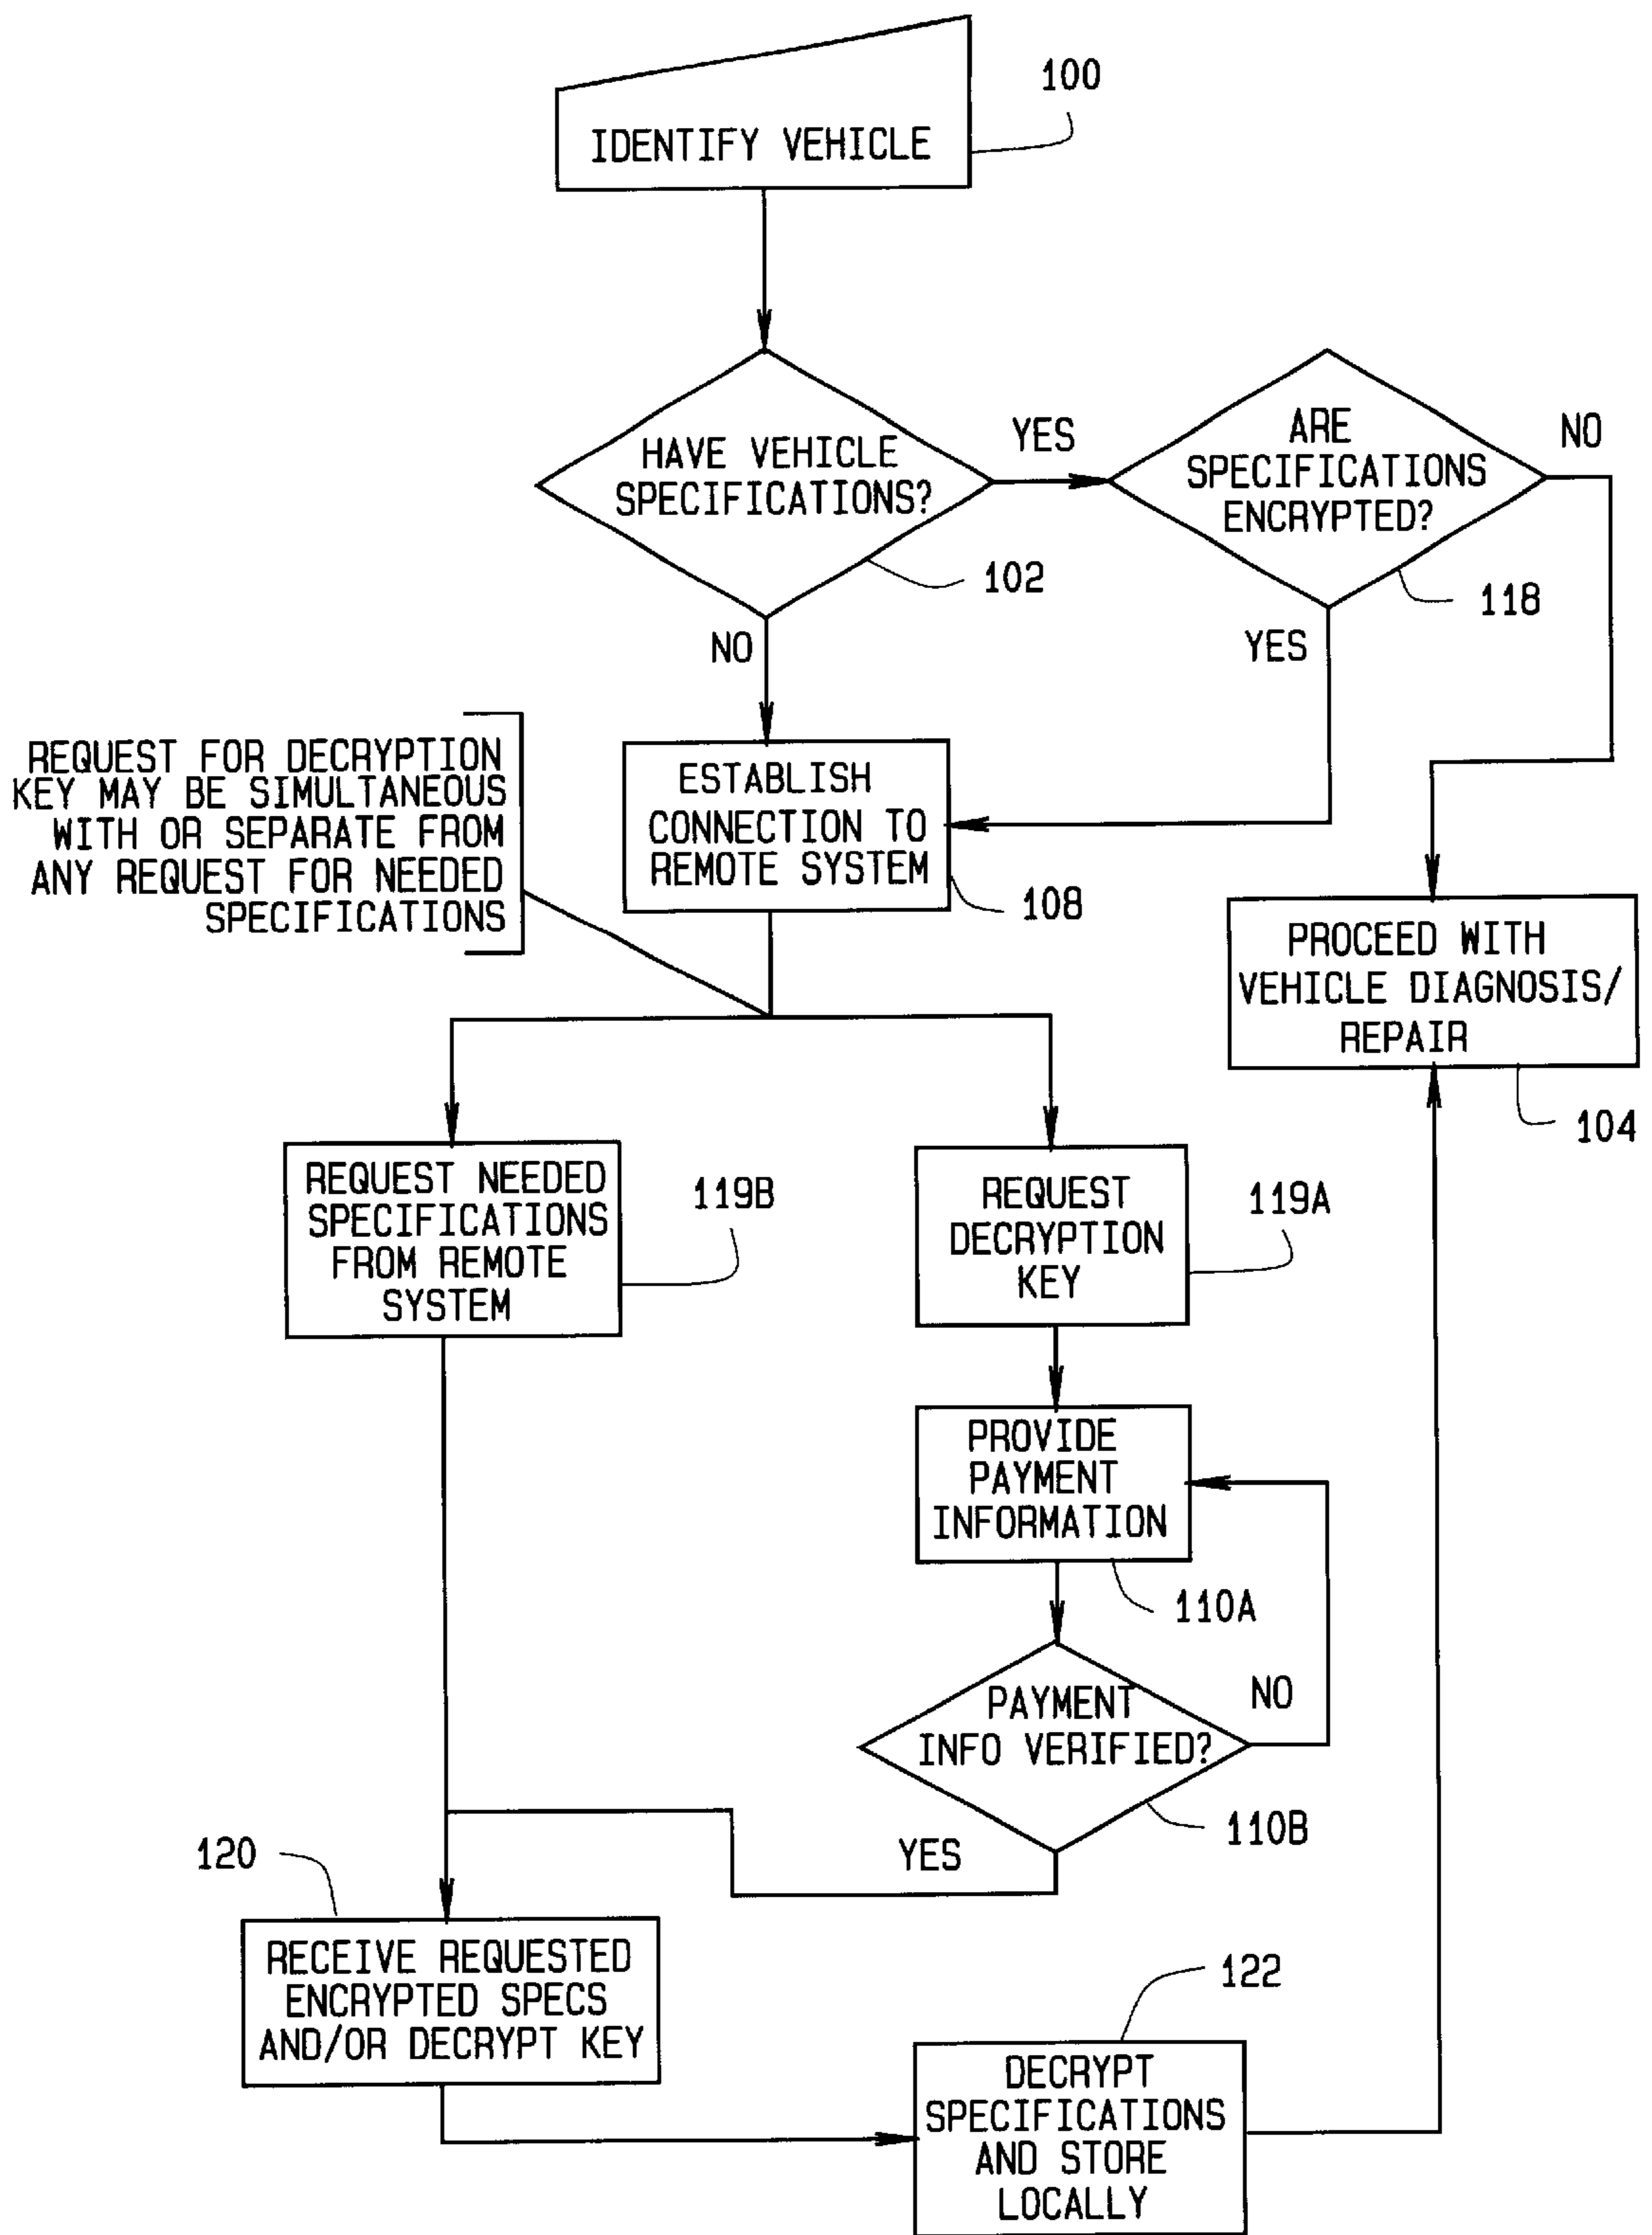 100
IDENTIFY VEHICLE
HAVE VEHICLE
SPECIFICATIONS?
102
YES
NO
ARE
SPECIFICATIONS
ENCRYPTED?
118
NO
YES
REQUEST FOR DECRYPTION
KEY MAY BE SIMULTANEOUS
WITH OR SEPARATE FROM
ANY REQUEST FOR NEEDED
SPECIFICATIONS
ESTABLISH
CONNECTION TO
REMOTE SYSTEM
108
PROCEED WITH
VEHICLE DIAGNOSIS/
REPAIR
104
REQUEST NEEDED
SPECIFICATIONS
FROM REMOTE
SYSTEM
119B
REQUEST
DECRYPTION
KEY
119A
PROVIDE
PAYMENT
INFORMATION
110A
PAYMENT
INFO VERIFIED?
NO
110B
YES
120
RECEIVE REQUESTED
ENCRYPTED SPECS
AND/OR DECRYPT KEY
122
DECRYPT
SPECIFICATIONS
AND STORE
LOCALLY